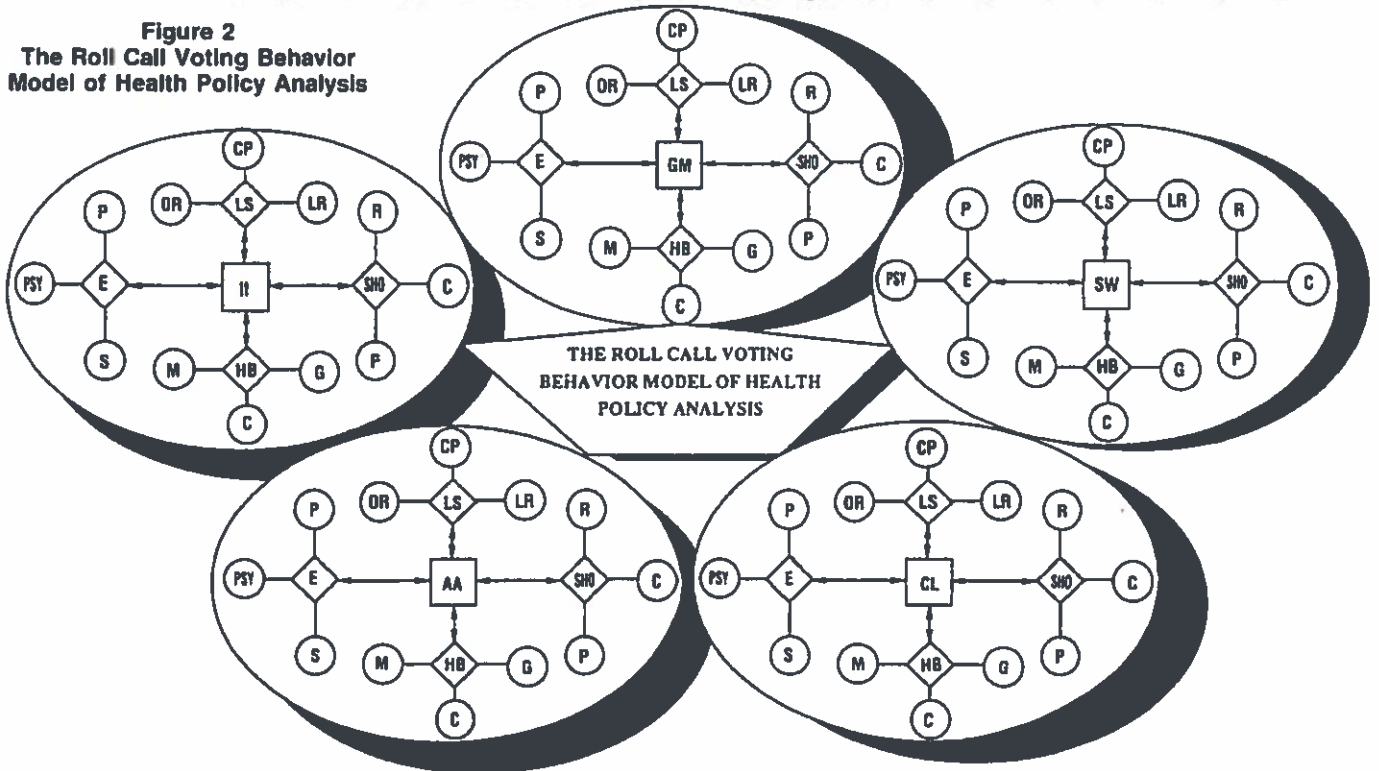 Figure 2
The Roll Call Voting Behavior
Model of Health Policy Analysis
CP
OR LS LR
P R
PSY E GM SHO C
S P
M HB G
C
CP
OR LS LR
P R
PSY E SHO C
S P
M HB G
C
CP
OR LS LR
P R
PSY E SW SHO C
S P
M HB G
C
THE ROLL CALL VOTING
BEHAVIOR MODEL OF HEALTH
POLICY ANALYSIS
CP
OR LS LR
P R
PSY E AA SHO C
S P
M HB G
C
CP
OR LS LR
P R
PSY E CL SHO C
S P
M HB G
C